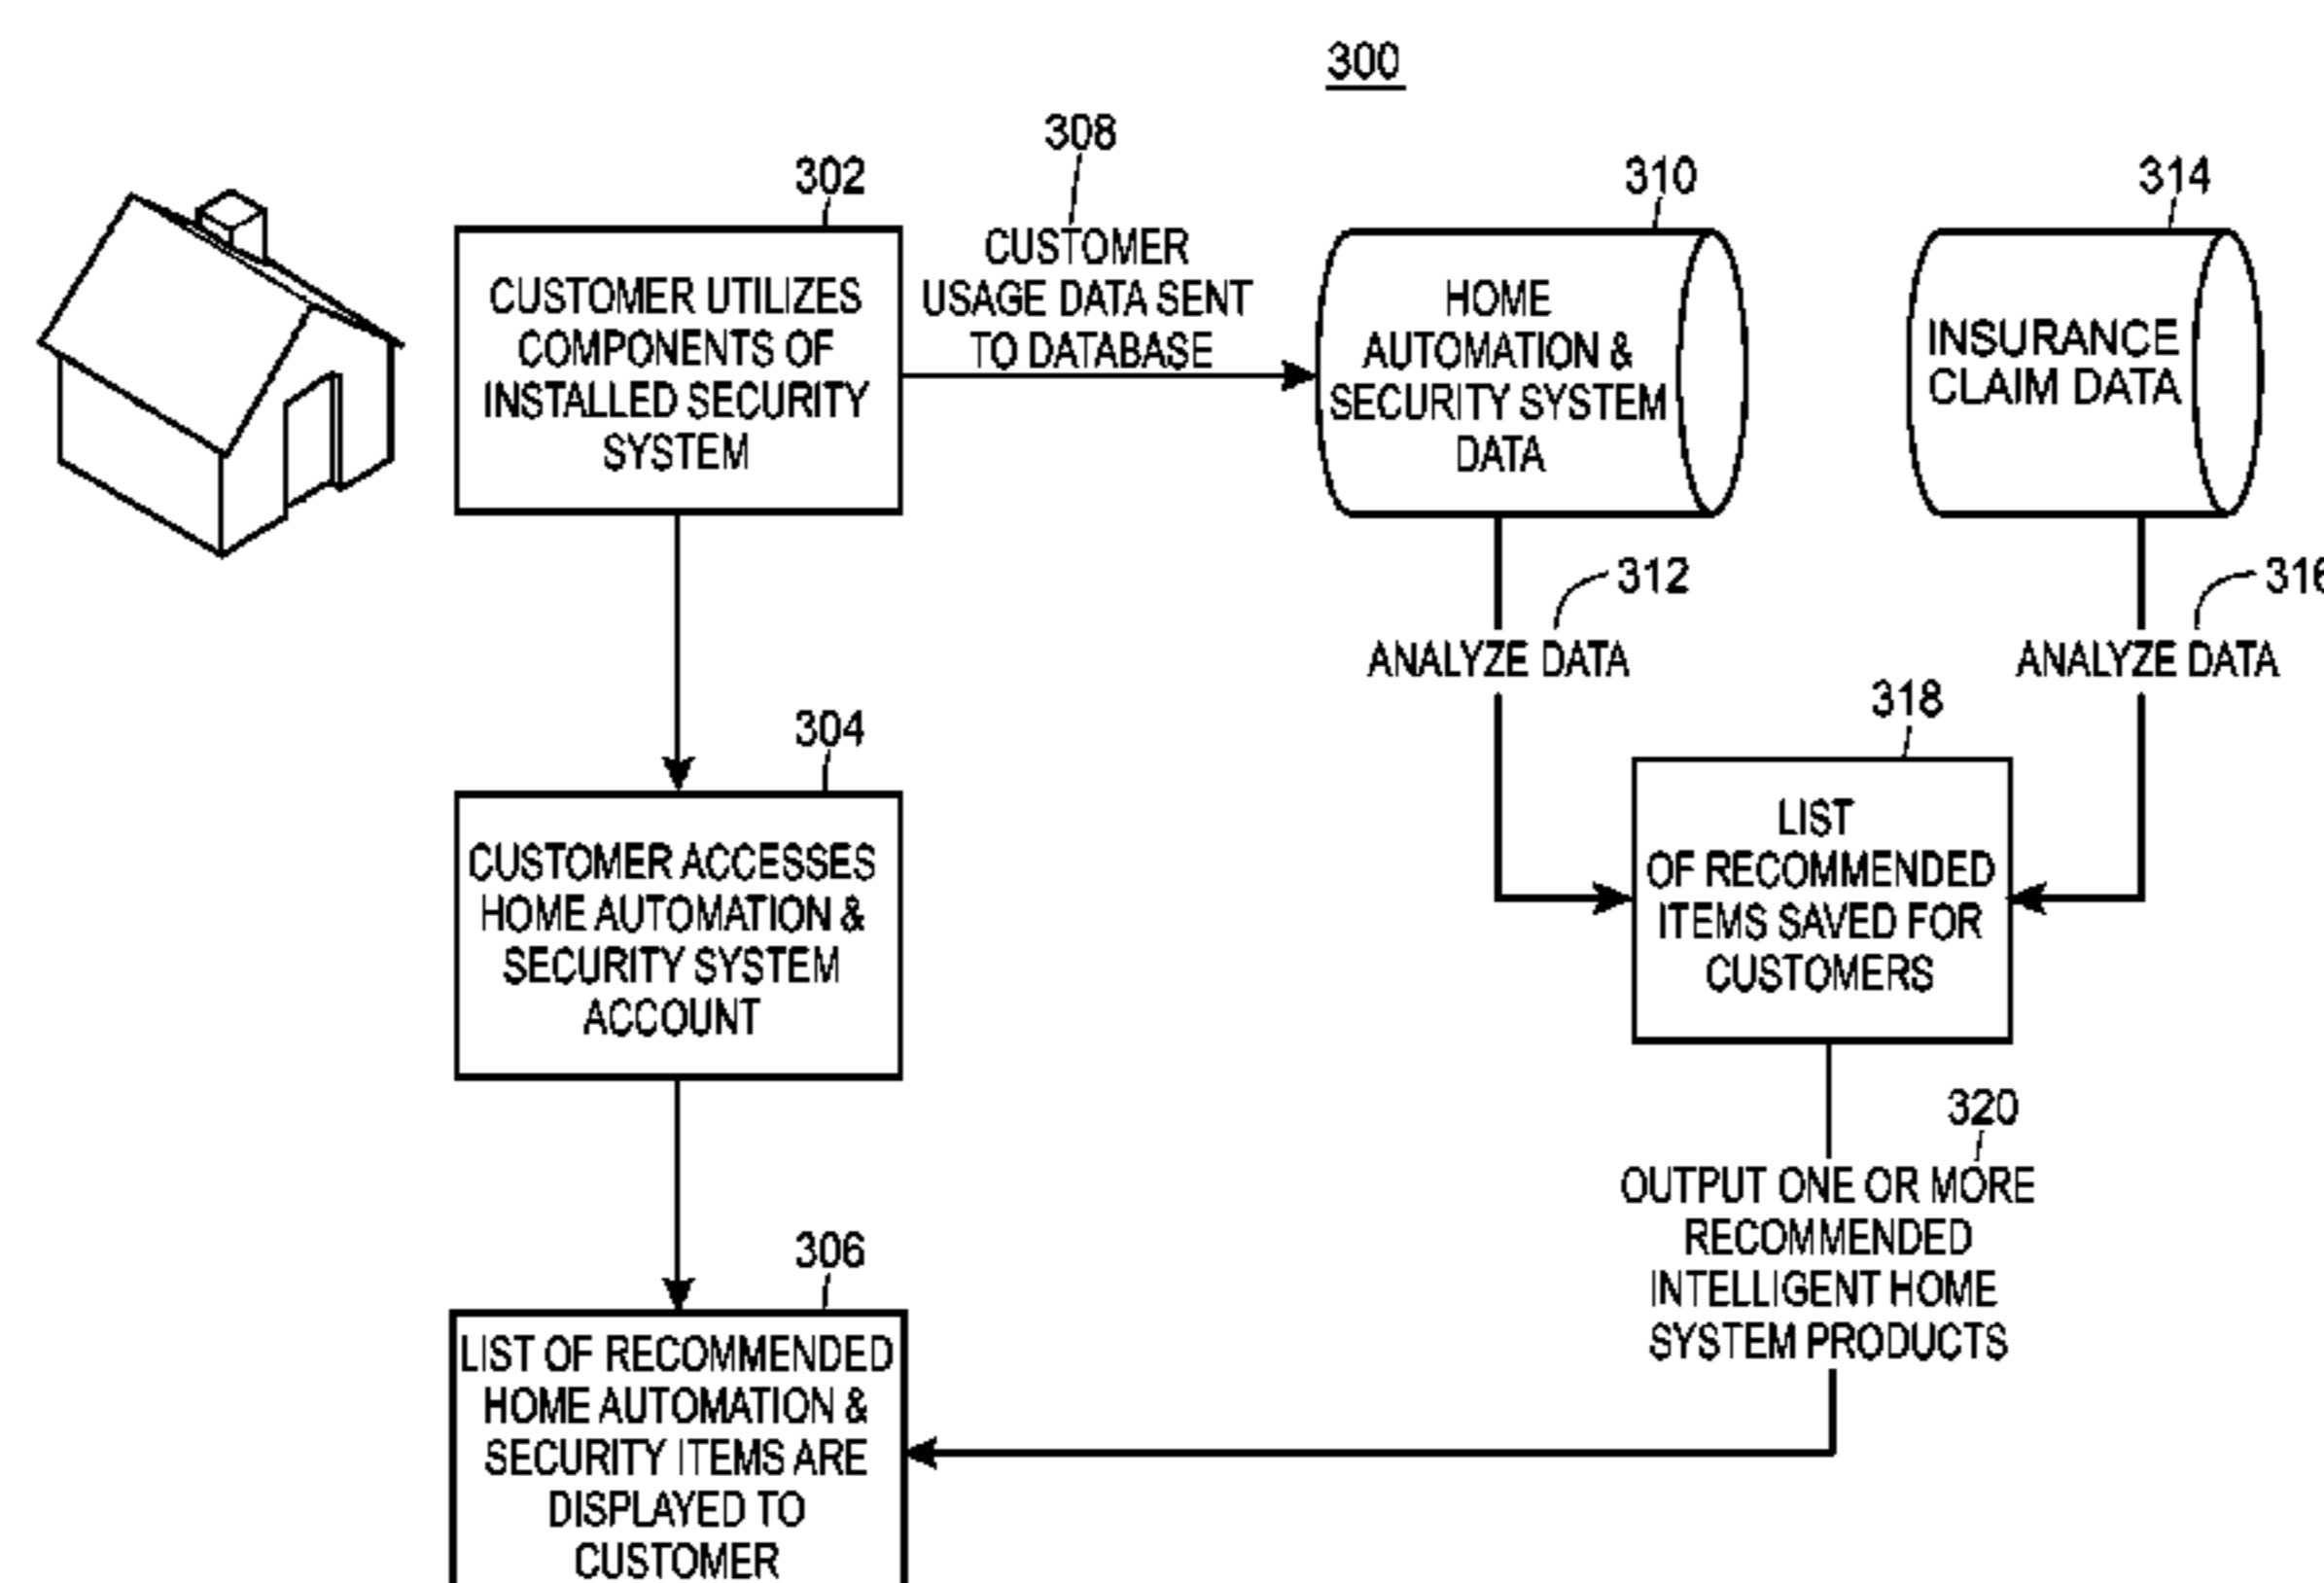 300
308
302
310
314
CUSTOMER UTILIZES
COMPONENTS OF
INSTALLED SECURITY
SYSTEM
CUSTOMER
USAGE DATA SENT
TO DATABASE
HOME
AUTOMATION &
SECURITY SYSTEM
DATA
INSURANCE
CLAIM DATA
312
316
ANALYZE DATA
ANALYZE DATA
304
318
CUSTOMER ACCESSES
HOME AUTOMATION &
SECURITY SYSTEM
ACCOUNT
LIST
OF RECOMMENDED
ITEMS SAVED FOR
CUSTOMERS
320
OUTPUT ONE OR MORE
RECOMMENDED
INTELLIGENT HOME
SYSTEM PRODUCTS
306
LIST OF RECOMMENDED
HOME AUTOMATION &
SECURITY ITEMS ARE
DISPLAYED TO
CUSTOMER